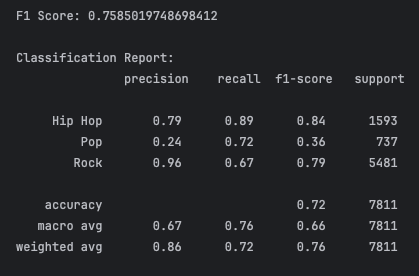 F1 Score: 0.7585019748698412
Classification Report:
precision recall f1-score support
Hip Hop 0.79 0.89 0.84 1593
Pop 0.24 0.72 0.36 737
Rock 0.96 0.67 0.79 5481
accuracy 0.72 7811
macro avg 0.67 0.76 0.66 7811
weighted avg 0.86 0.72 0.76 7811